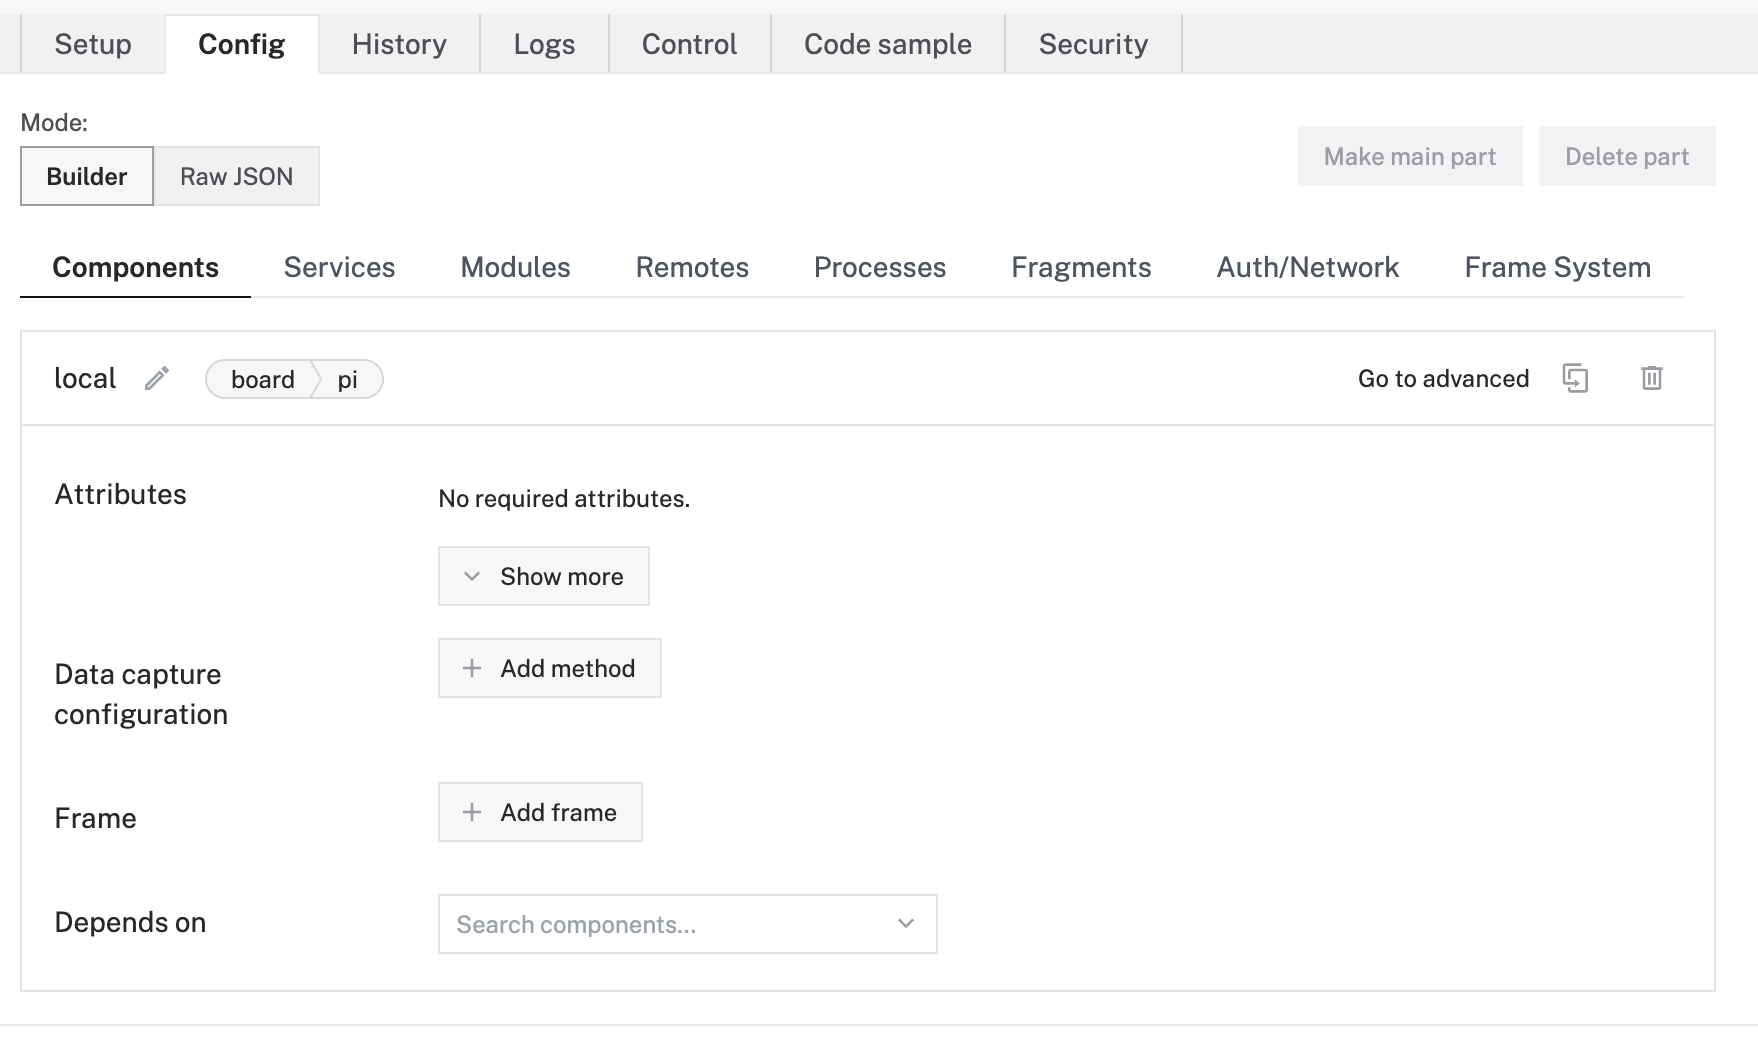 Setup Config History Logs Control Code sample Security
Mode:
Builder Raw JSON Make main part Delete part
Components Services Modules Remotes Processes Fragments Auth/Network Frame System
local board pi Go to advanced
Attributes No required attributes.
Show more
Data capture
configuration
Add method
Frame Add frame
Depends on Search components...